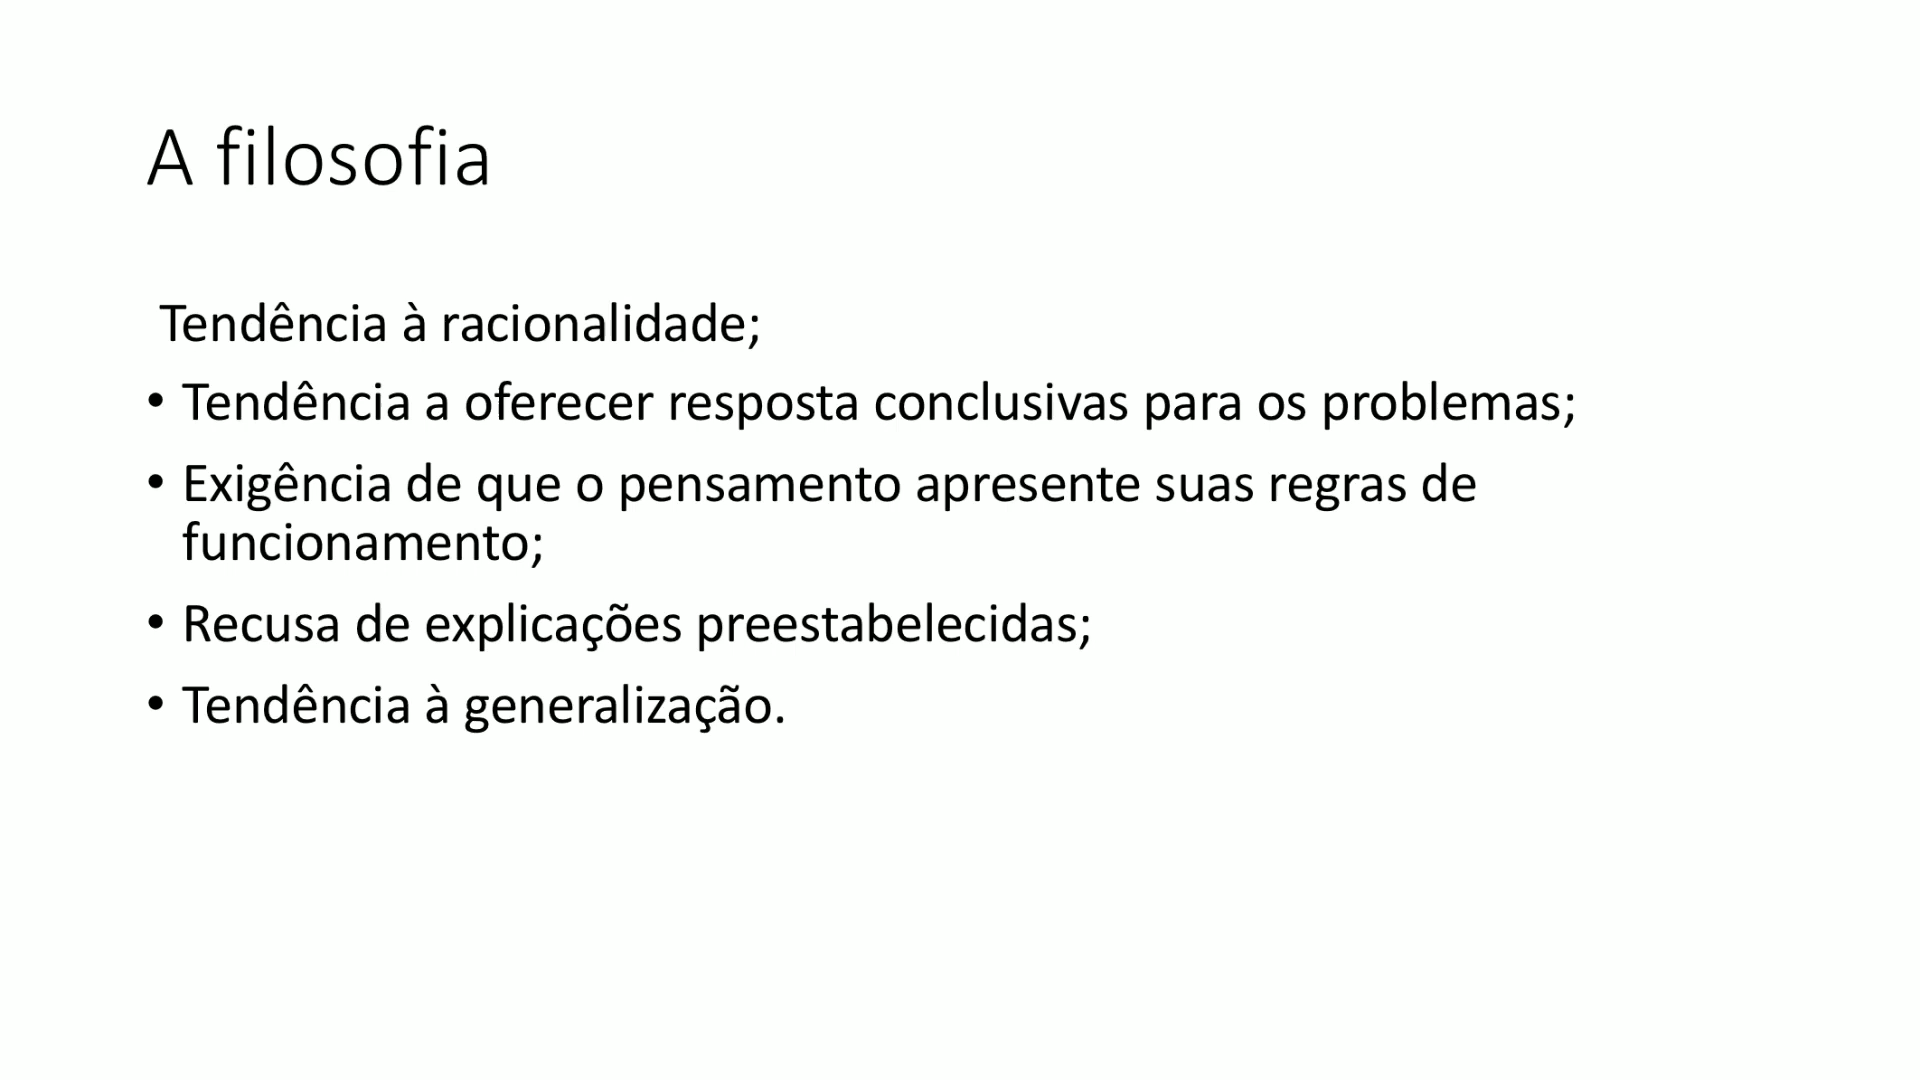 A filosofia
Tendência à racionalidade;
• Tendência a oferecer resposta conclusivas para os problemas;
• Exigência de que o pensamento apresente suas regras de
funcionamento;
• Recusa de explicações preestabelecidas;
• Tendência à generalização.